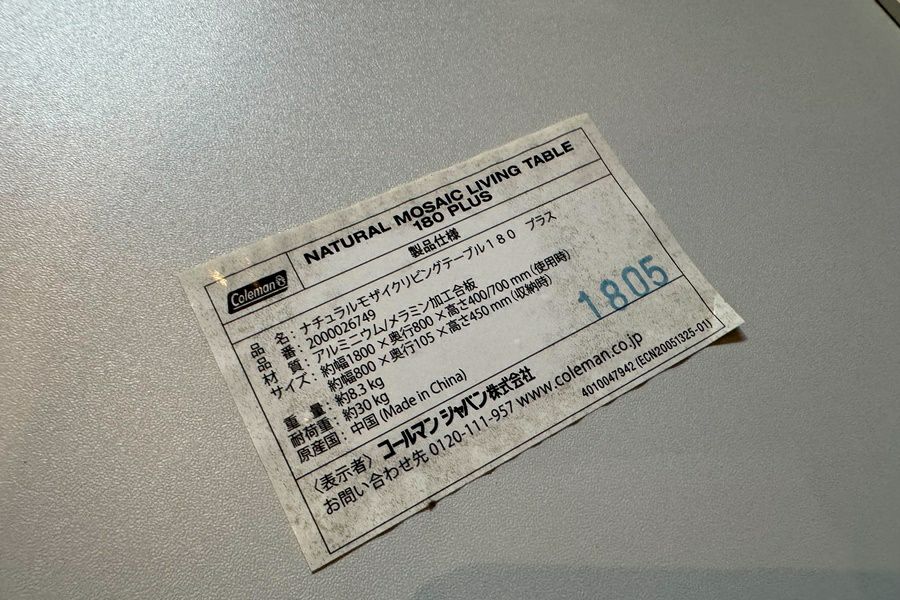 Coleman
NATURAL MOSAIC LIVING TABLE
180 PLUS
製品仕様
品 名：ナチュラルモザイクリビングテーブル１８０ プラス
品 番：2000026749
材 質：アルミニウム/メラミン加工合板
サイズ：約幅1800×奥行800×高さ400/700 mm（使用時）
約幅800×奥行105×高さ450 mm（収納時）
重 量：約8.3 kg
耐荷重：約30 kg
原産国：中国 (Made in China)
1805
〈表示者〉コールマン ジャパン株式会社
お問い合わせ先 0120-111-957 www.coleman.co.jp
4010047942 (ECN20051325-01)